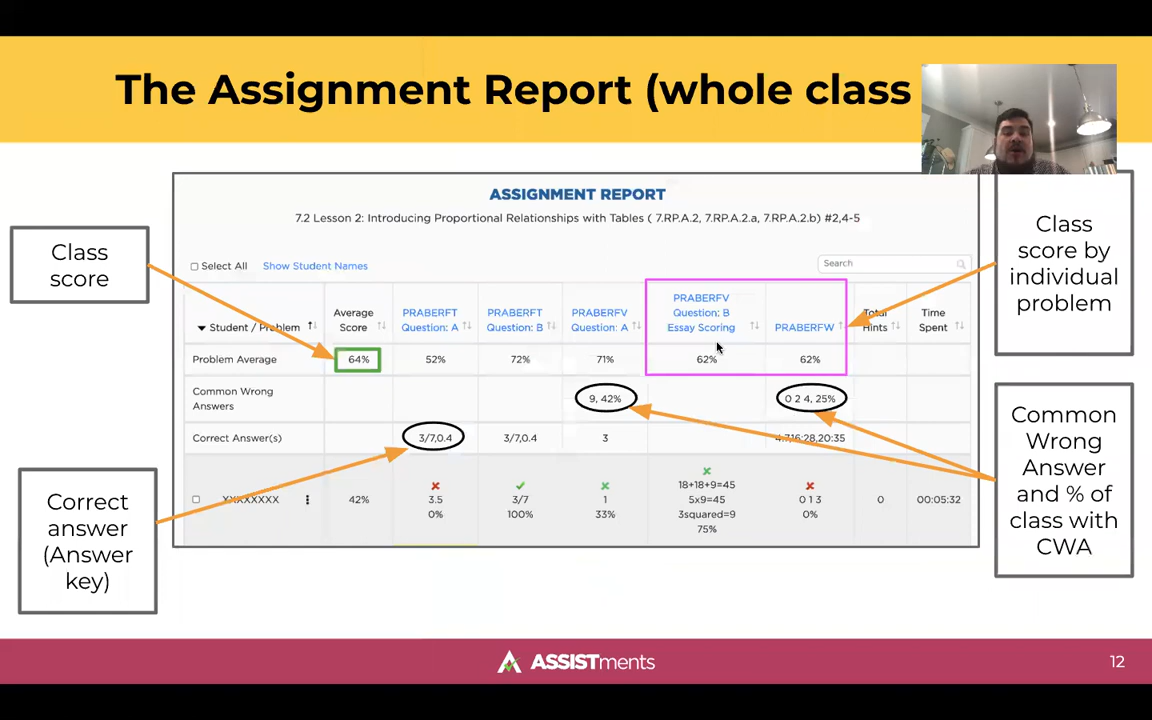 The Assignment Report (whole class
ASSIGNMENT REPORT
7.2 Lesson 2: Introducing Proportional Relationships with Tables ( 7.RP.A.2, 7.RP.A.2.a, 7.RP.A.2.b) #2,4-5
Class
score
Class
score by
individual
problem
Select All Show Student Names
Search
Student / Problem
Average
Score
PRABERFT
Question: A
PRABERFT
Question: B
PRABERFV
Question: A
PRABERFV
Question: B
Essay Scoring
PRABERFW
Total
Hints
Time
Spent
Problem Average 64% 52% 72% 71% 62% 62%
Common Wrong
Answers
9, 42% 0 2 4, 25%
Correct Answer(s) 3/7,0.4 3/7,0.4 3 4:7,16:28,20:35
XXXXXXXX 42%
3.5
0%
3/7
100%
1
33%
18+18+9=45
5x9=45
3squared=9
75%
0 1 3
0%
0 00:05:32
Correct
answer
(Answer
key)
Common
Wrong
Answer
and % of
class with
CWA
ASSISTments
12